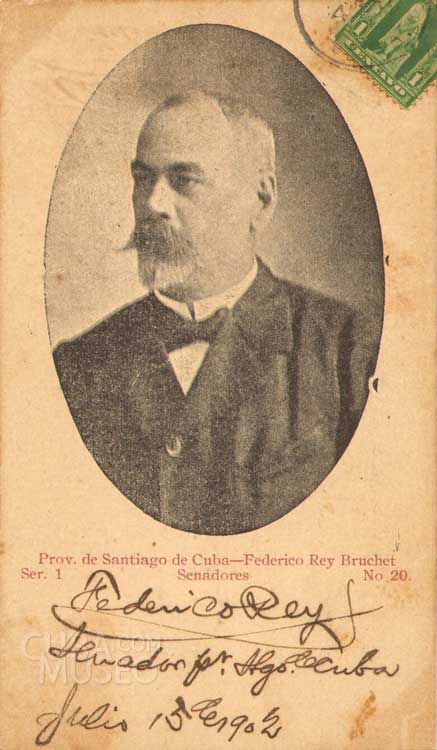 1 CENTAVO 1
Prov. de Santiago de Cuba—Federico Rey Bruchet
Ser. 1 Senadores No 20.
Federico Rey
Senador pr. Stgo. Cuba
Julio 15 de 1902
CUBA.COM
MUSEO